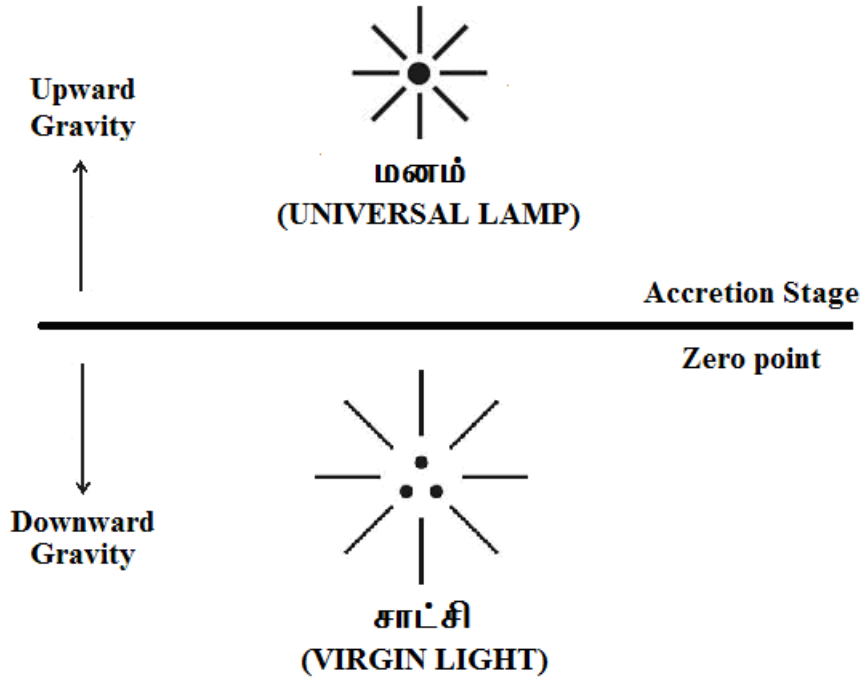 Upward
Gravity
மனம்
(UNIVERSAL LAMP)
Accretion Stage
Zero point
Downward
Gravity
சாட்சி
(VIRGIN LIGHT)